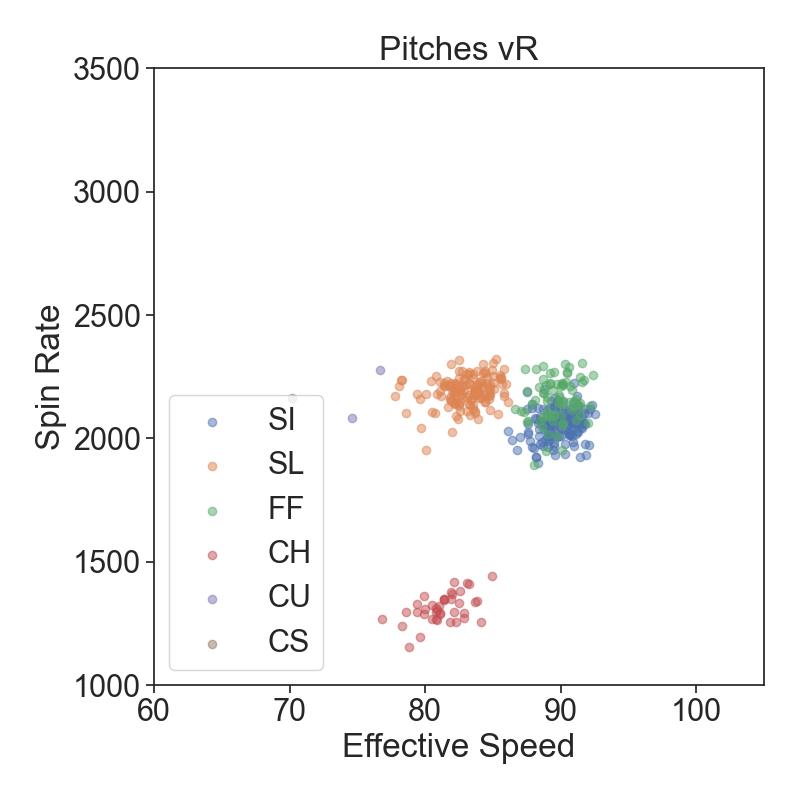 Pitches vR
3500
3000
2500
2000
1500
1000
Spin Rate
SI
SL
FF
CH
CU
CS
60 70 80 90 100
Effective Speed